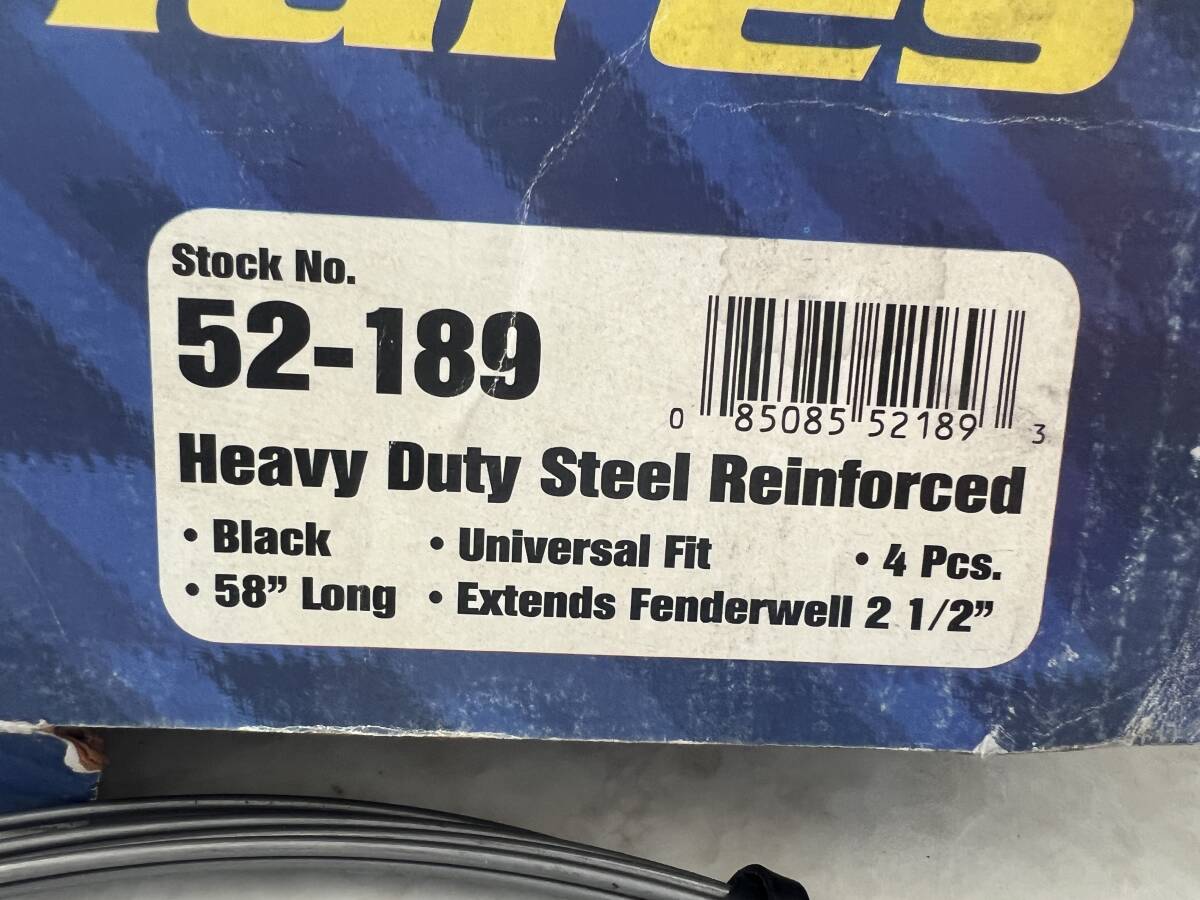 Stock No.
52-189
0 85085 52189 3
Heavy Duty Steel Reinforced
• Black • Universal Fit • 4 Pcs.
• 58” Long • Extends Fenderwell 2 1/2”